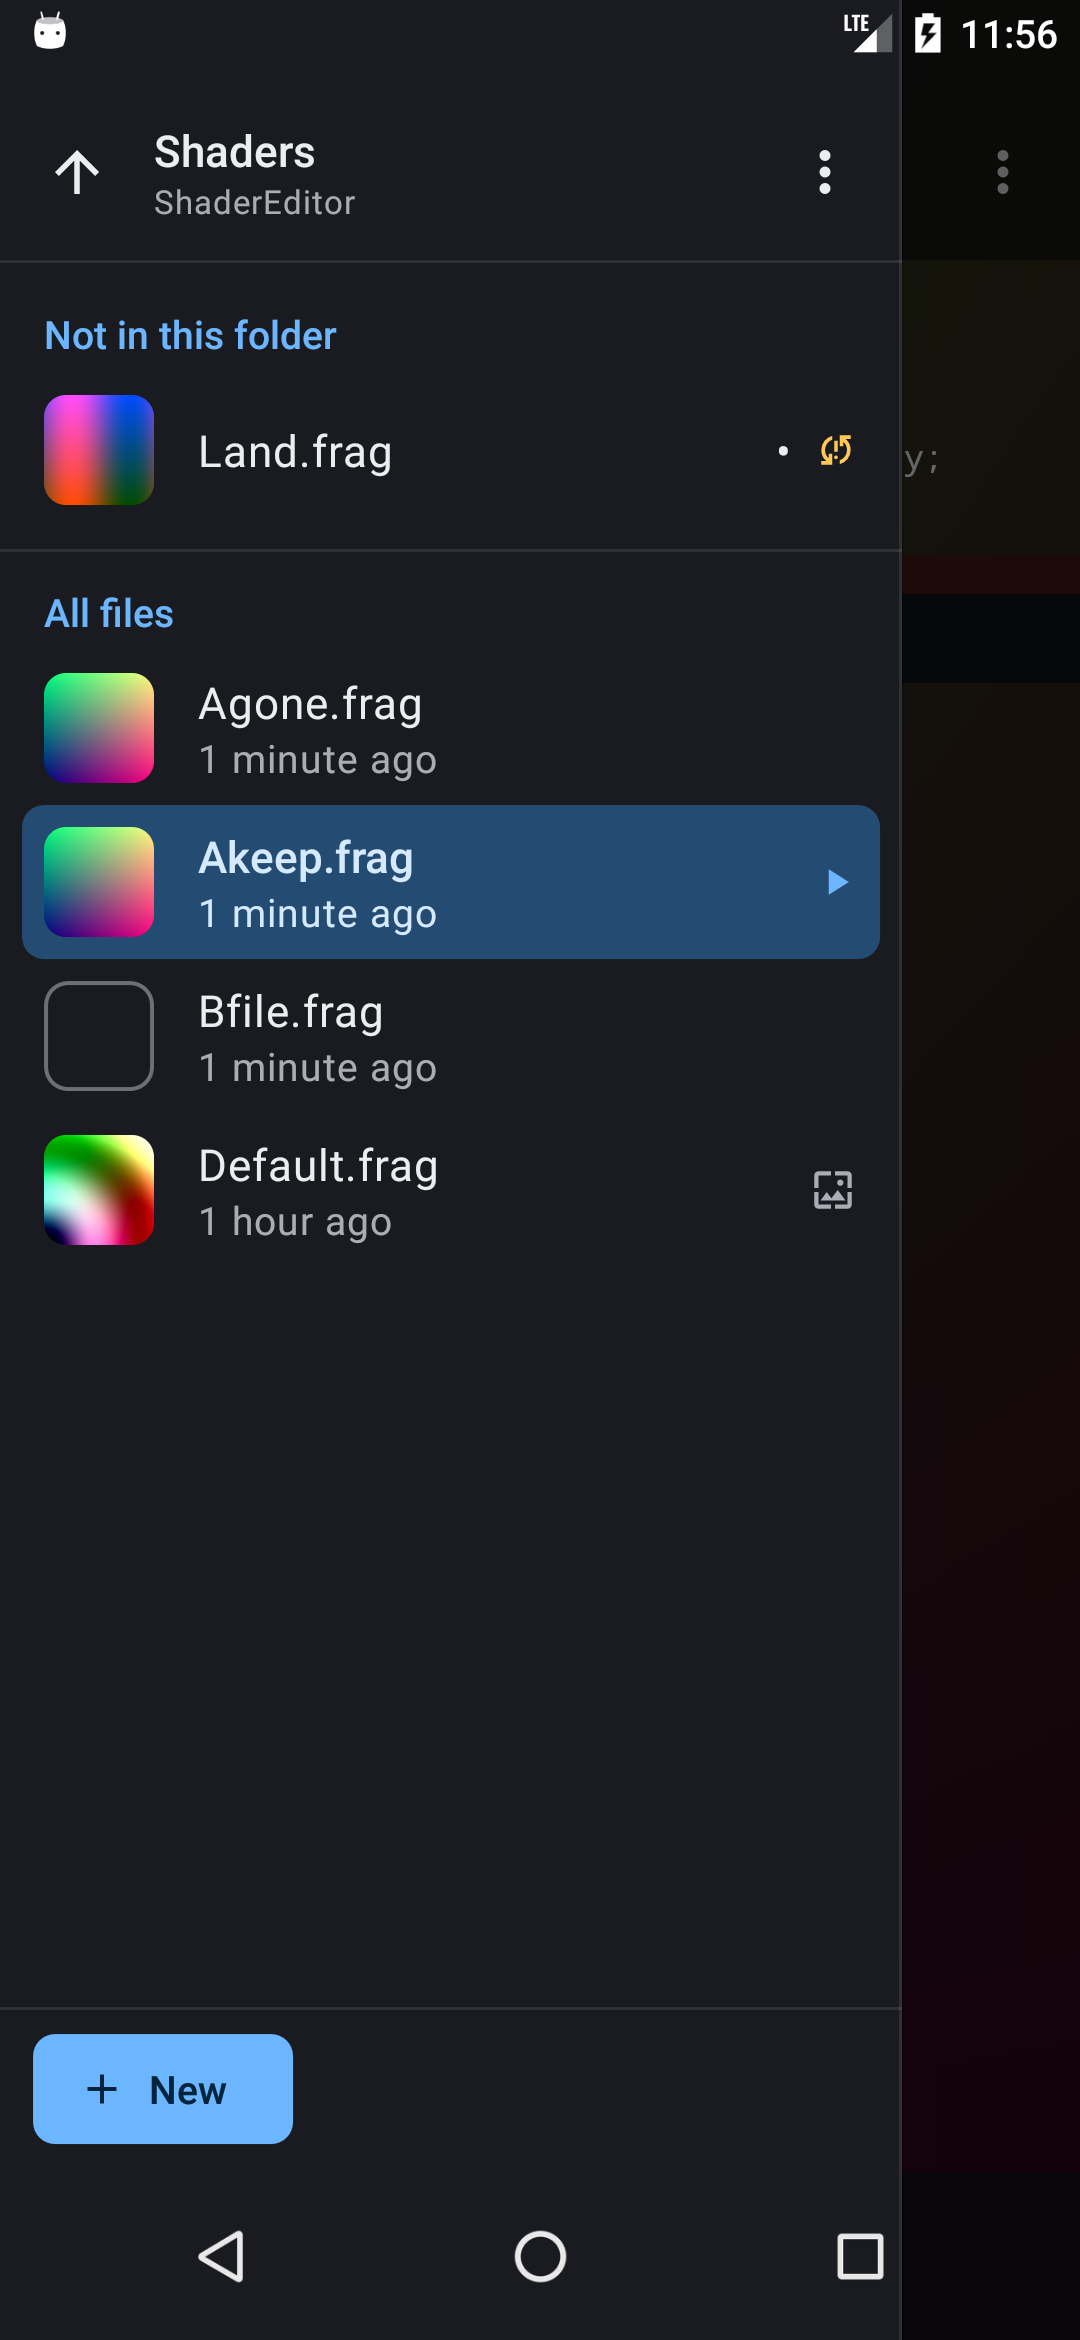 LTE
11:56
Shaders
ShaderEditor
Not in this folder
Land.frag
y;
All files
Agone.frag
1 minute ago
Akeep.frag
1 minute ago
Bfile.frag
1 minute ago
Default.frag
1 hour ago
New